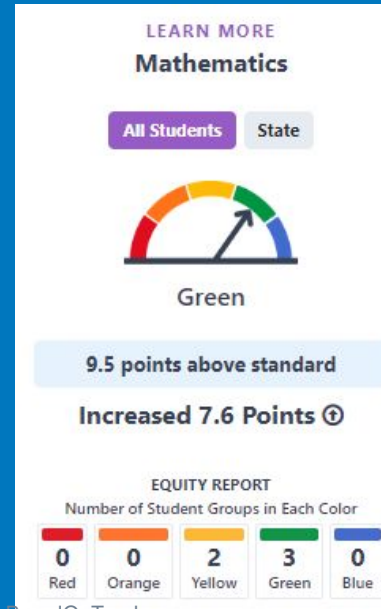 LEARN MORE
Mathematics
All Students State
Green
9.5 points above standard
Increased 7.6 Points
EQUITY REPORT
Number of Student Groups in Each Color
0 0 2 3 0
Red Orange Yellow Green Blue